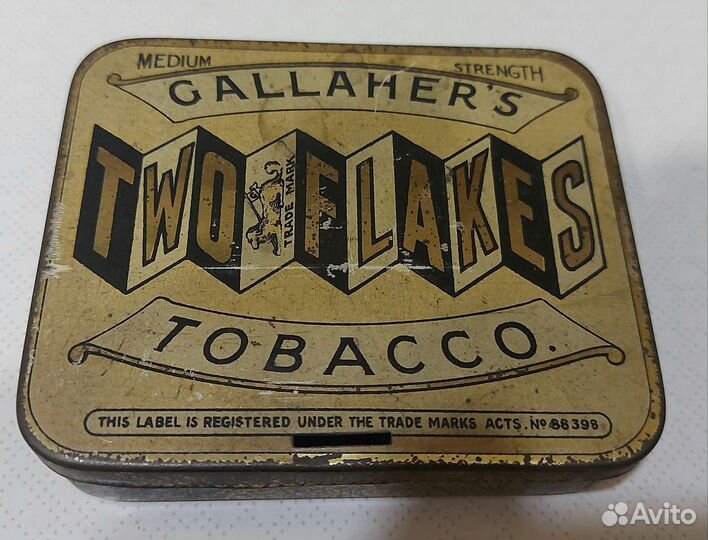 MEDIUM STRENGTH
GALLAHER'S
TWO FLAKES
TRADE MARK
TOBACCO.
THIS LABEL IS REGISTERED UNDER THE TRADE MARKS ACTS. No 88398
Avito